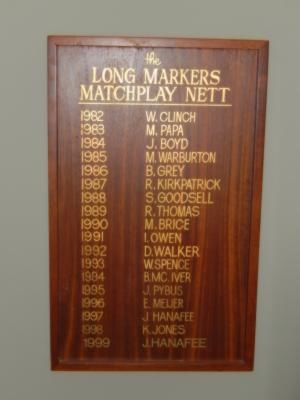 the
LONG MARKERS
MATCHPLAY NETT
1982 W. CLINCH
1983 M. PAPA
1984 J. BOYD
1985 M. WARBURTON
1986 B. GREY
1987 R. KIRKPATRICK
1988 S. GOODSELL
1989 R. THOMAS
1990 M. BRICE
1991 I. OWEN
1992 D. WALKER
1993 W. SPENCE
1994 B. MC. IVER
1995 J. PYBUS
1996 E. MEIJER
1997 J. HANAFEE
1998 K. JONES
1999 J. HANAFEE